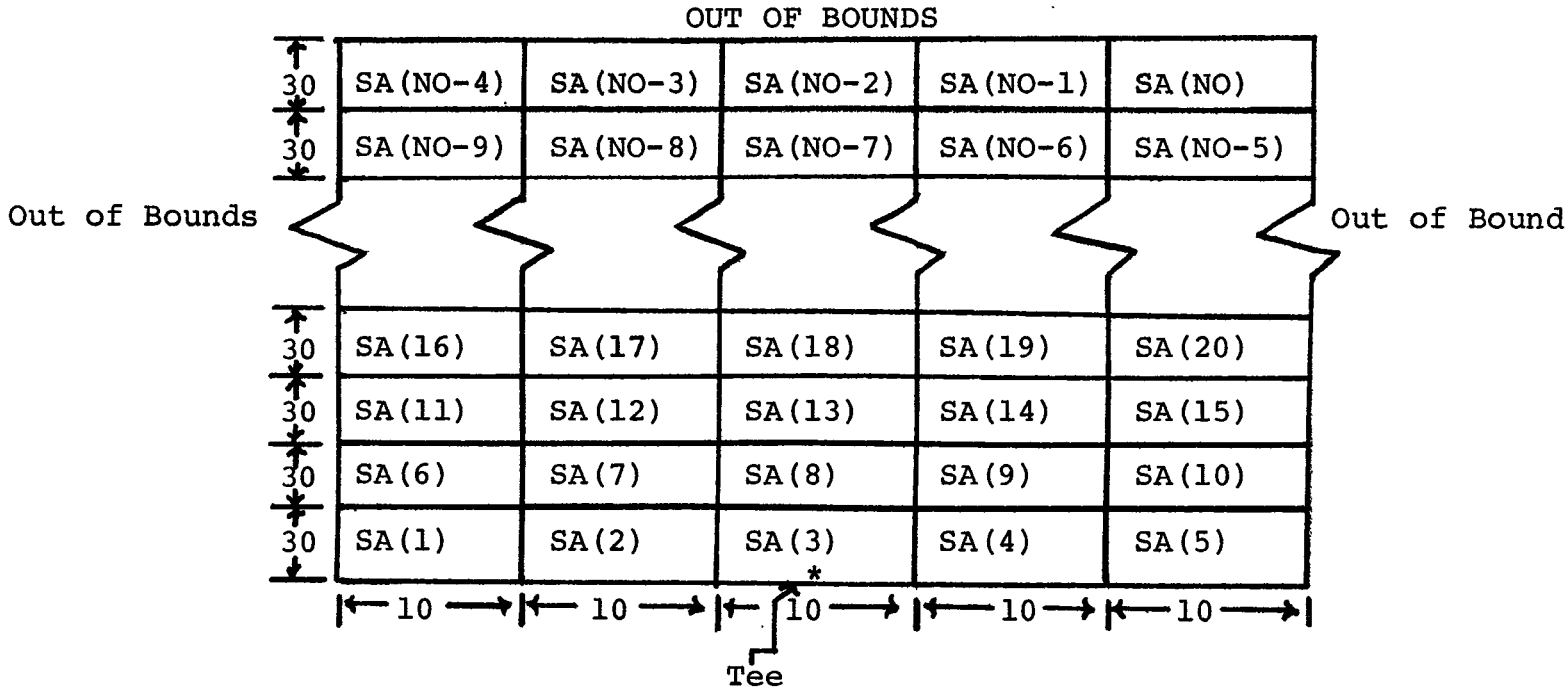 OUT OF BOUNDS
30 SA(NO-4) SA(NO-3) SA(NO-2) SA(NO-1) SA(NO)
30 SA(NO-9) SA(NO-8) SA(NO-7) SA(NO-6) SA(NO-5)
Out of Bounds Out of Bound
30 SA(16) SA(17) SA(18) SA(19) SA(20)
30 SA(11) SA(12) SA(13) SA(14) SA(15)
30 SA(6) SA(7) SA(8) SA(9) SA(10)
30 SA(1) SA(2) SA(3) SA(4) SA(5)
*
10 10 10 10 10
Tee